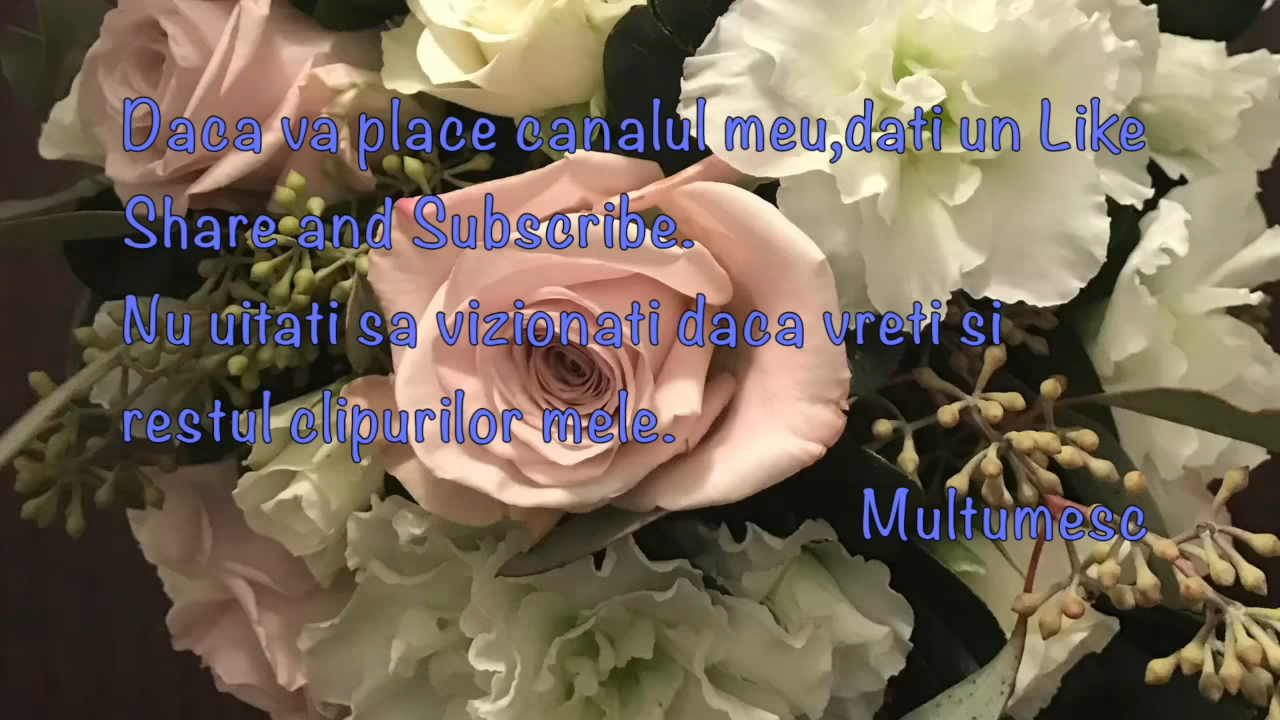 Daca va place canalul meu,dati un Like
Share and Subscribe.
Nu uitati sa vizionati daca vreti si
restul clipurilor mele.
Multumesc